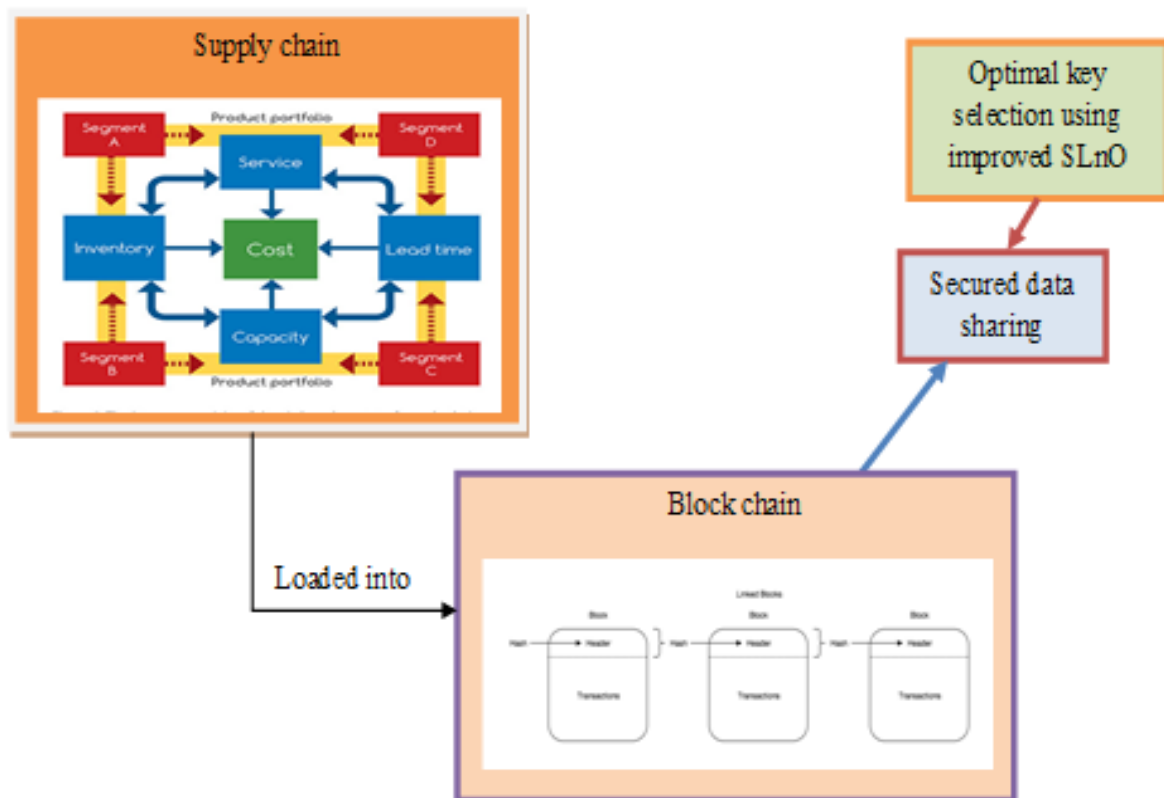 Supply chain
Product portfolio
Segment
A
Segment
D
Service
Inventory
Cost
Lead time
Capacity
Segment
B
Segment
C
Product portfolio
Optimal key
selection using
improved SLnO
Secured data
sharing
Loaded into
Block chain
Linked Blocks
Block
Block
Block
Hash
Header
Hash
Header
Hash
Header
Transactions
Transactions
Transactions